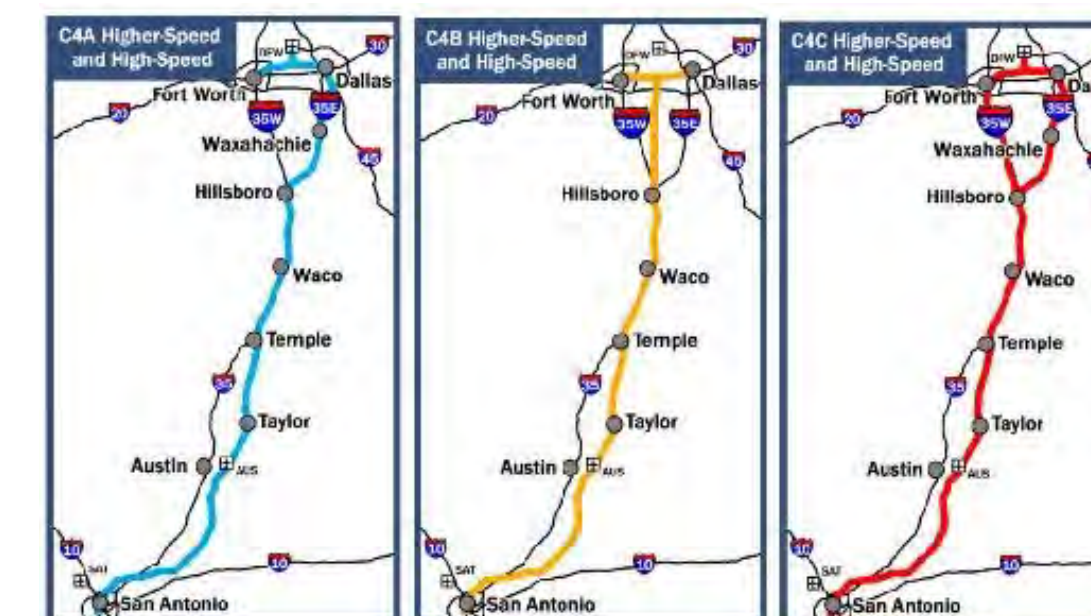 C4A Higher-Speed
and High-Speed
DFW
30
Dallas
Fort Worth
20
35W
35E
Waxahachie
45
Hillsboro
Waco
Temple
35
Taylor
Austin
AUS
10
SAT
10
San Antonio
C4B Higher-Speed
and High-Speed
DFW
30
Dallas
Fort Worth
20
35W
35E
45
Hillsboro
Waco
Temple
35
Taylor
Austin
AUS
10
SAT
10
San Antonio
C4C Higher-Speed
and High-Speed
DFW
Da
Fort Worth
20
35W
35E
Waxahachie
Hillsboro
Waco
Temple
35
Taylor
Austin
AUS
10
SAT
10
San Antonio